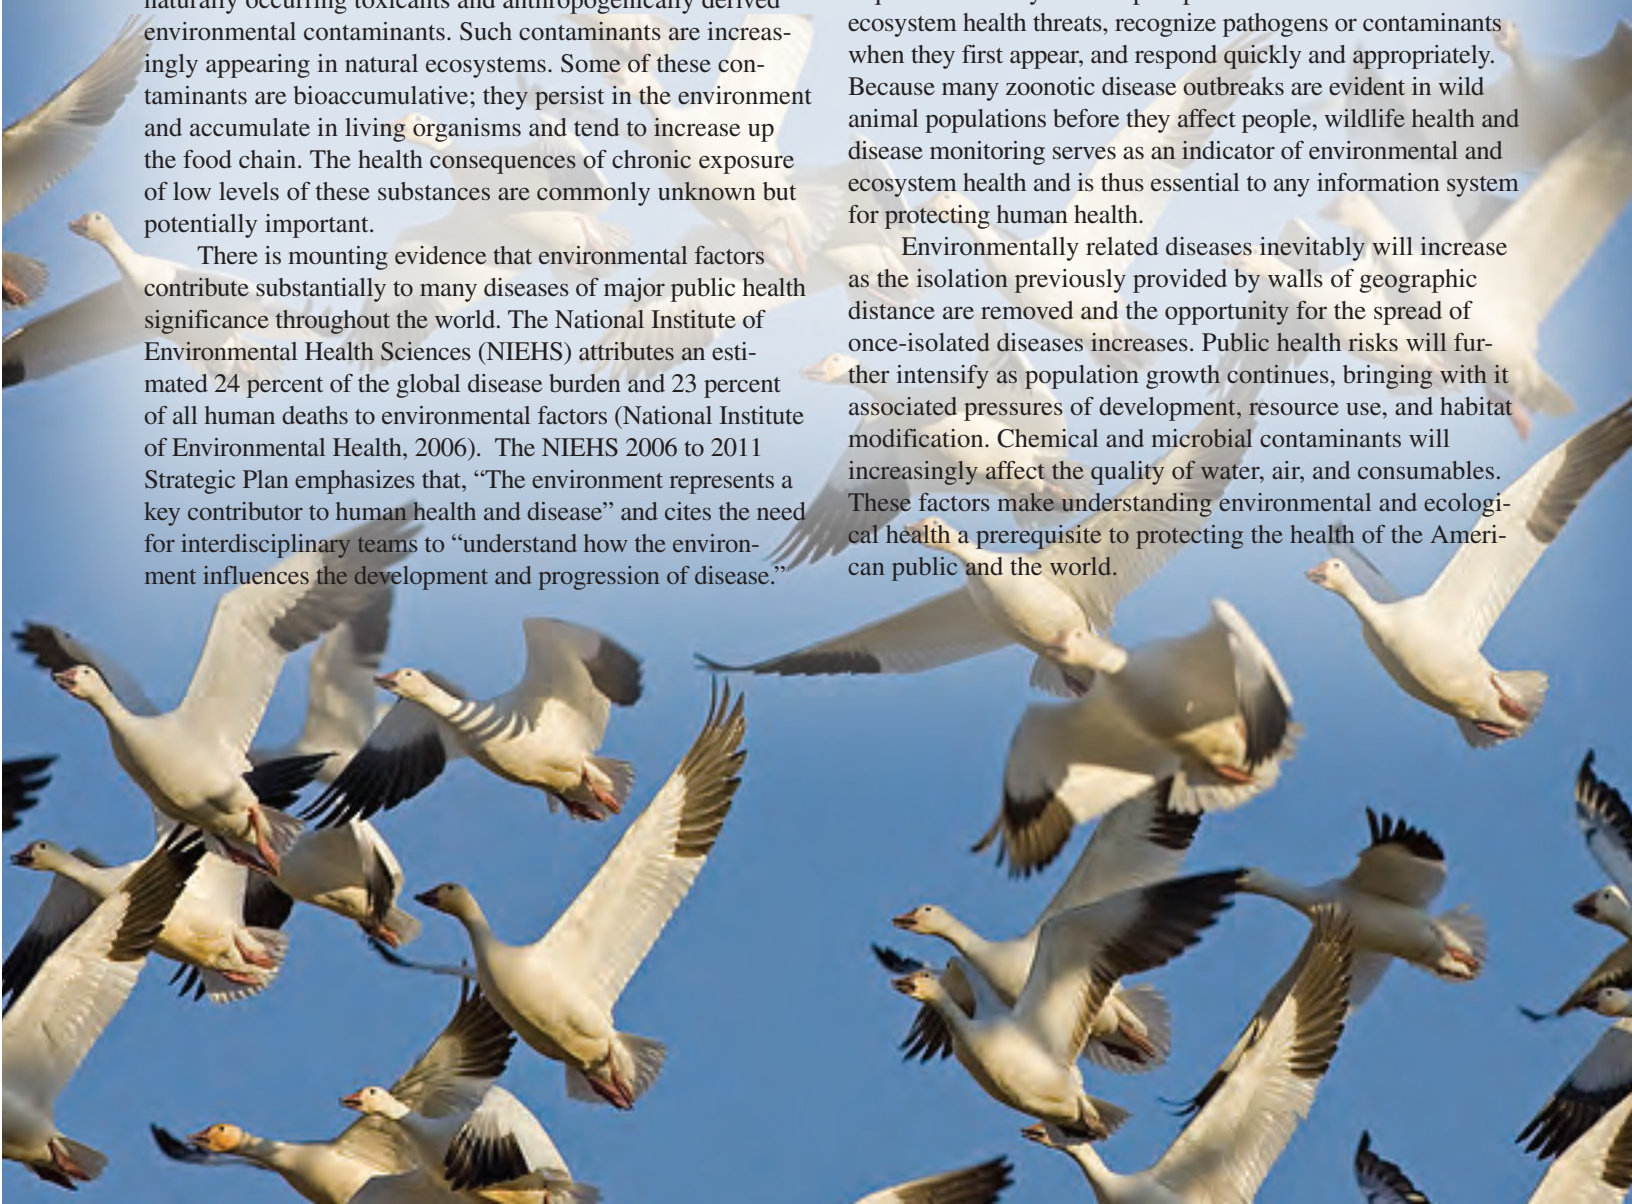 naturally occurring toxicants and anthropogenically derived
environmental contaminants. Such contaminants are increas-
ingly appearing in natural ecosystems. Some of these con-
taminants are bioaccumulative; they persist in the environment
and accumulate in living organisms and tend to increase up
the food chain. The health consequences of chronic exposure
of low levels of these substances are commonly unknown but
potentially important.
There is mounting evidence that environmental factors
contribute substantially to many diseases of major public health
significance throughout the world. The National Institute of
Environmental Health Sciences (NIEHS) attributes an esti-
mated 24 percent of the global disease burden and 23 percent
of all human deaths to environmental factors (National Institute
of Environmental Health, 2006).  The NIEHS 2006 to 2011
Strategic Plan emphasizes that, “The environment represents a
key contributor to human health and disease” and cites the need
for interdisciplinary teams to “understand how the environ-
ment influences the development and progression of disease.”
ecosystem health threats, recognize pathogens or contaminants
when they first appear, and respond quickly and appropriately.
Because many zoonotic disease outbreaks are evident in wild
animal populations before they affect people, wildlife health and
disease monitoring serves as an indicator of environmental and
ecosystem health and is thus essential to any information system
for protecting human health.
Environmentally related diseases inevitably will increase
as the isolation previously provided by walls of geographic
distance are removed and the opportunity for the spread of
once-isolated diseases increases. Public health risks will fur-
ther intensify as population growth continues, bringing with it
associated pressures of development, resource use, and habitat
modification. Chemical and microbial contaminants will
increasingly affect the quality of water, air, and consumables.
These factors make understanding environmental and ecologi-
cal health a prerequisite to protecting the health of the Ameri-
can public and the world.